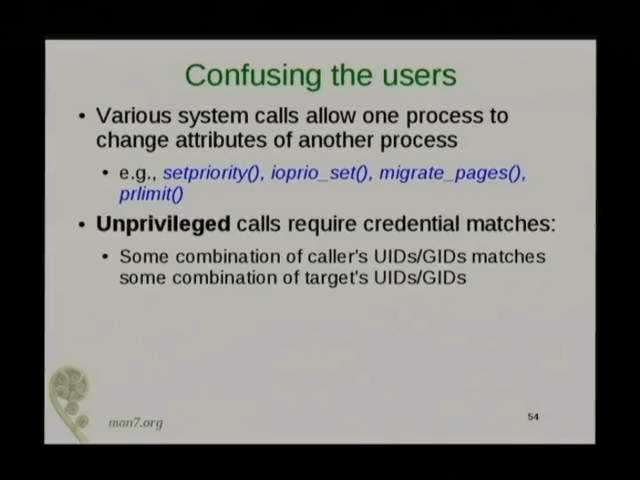 Confusing the users
• Various system calls allow one process to
change attributes of another process
• e.g., setpriority(), ioprio_set(), migrate_pages(),
prlimit()
• Unprivileged calls require credential matches:
• Some combination of caller's UIDs/GIDs matches
some combination of target's UIDs/GIDs
man7.org
54